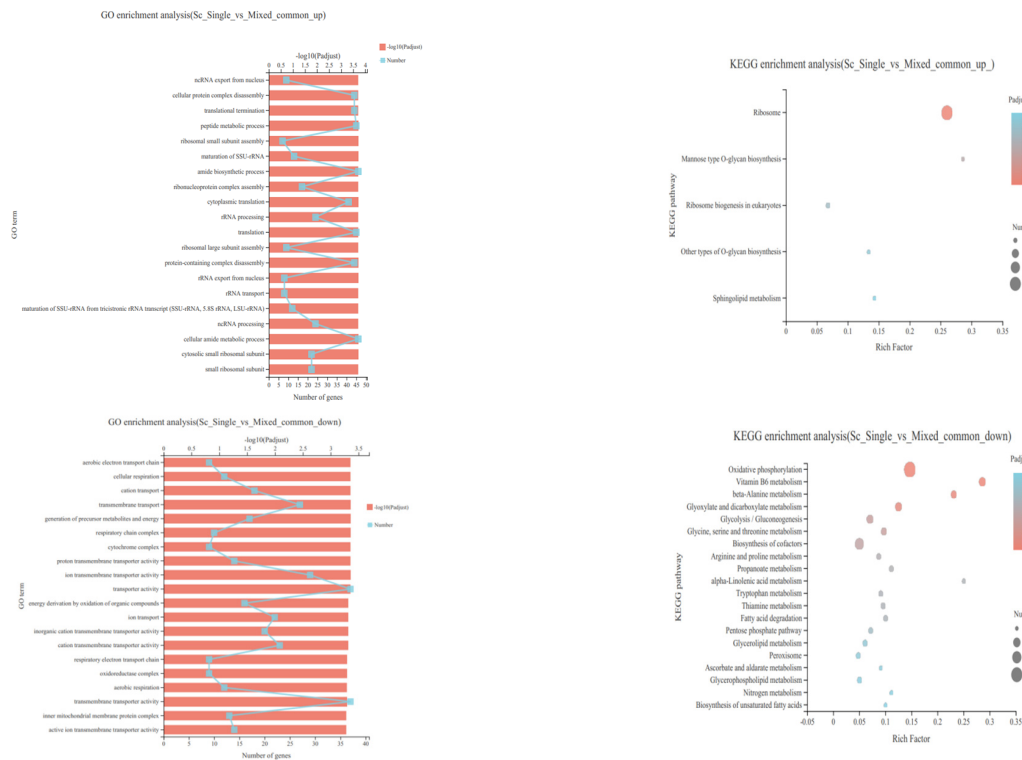 GO enrichment analysis(Sc_Single_vs_Mixed_common_up)
-log10(Padjust)
0 0.5 1 1.5 2 2.5 3 3.5 4
-log10(Padjust)
Number
GO term
ncRNA export from nucleus
cellular protein complex disassembly
translational termination
peptide metabolic process
ribosomal small subunit assembly
maturation of SSU-rRNA
amide biosynthetic process
ribonucleoprotein complex assembly
cytoplasmic translation
rRNA processing
translation
ribosomal large subunit assembly
protein-containing complex disassembly
rRNA export from nucleus
rRNA transport
maturation of SSU-rRNA from tricistronic rRNA transcript (SSU-rRNA, 5.8S rRNA, LSU-rRNA)
ncRNA processing
cellular amide metabolic process
cytosolic small ribosomal subunit
small ribosomal subunit
0 5 10 15 20 25 30 35 40 45 50
Number of genes
KEGG enrichment analysis(Sc_Single_vs_Mixed_common_up_)
KEGG pathway
Ribosome
Mannose type O-glycan biosynthesis
Ribosome biogenesis in eukaryotes
Other types of O-glycan biosynthesis
Sphingolipid metabolism
0 0.05 0.1 0.15 0.2 0.25 0.3 0.35
Rich Factor
GO enrichment analysis(Sc_Single_vs_Mixed_common_down)
-log10(Padjust)
0 0.5 1 1.5 2 2.5 3 3.5
-log10(Padjust)
Number
GO term
aerobic electron transport chain
cellular respiration
cation transport
transmembrane transport
generation of precursor metabolites and energy
respiratory chain complex
cytochrome complex
proton transmembrane transporter activity
ion transmembrane transporter activity
transporter activity
energy derivation by oxidation of organic compounds
ion transport
inorganic cation transmembrane transporter activity
cation transmembrane transporter activity
respiratory electron transport chain
oxidoreductase complex
aerobic respiration
transmembrane transporter activity
inner mitochondrial membrane protein complex
active ion transmembrane transporter activity
0 5 10 15 20 25 30 35 40
Number of genes
KEGG enrichment analysis(Sc_Single_vs_Mixed_common_down)
KEGG pathway
Oxidative phosphorylation
Vitamin B6 metabolism
beta-Alanine metabolism
Glyoxylate and dicarboxylate metabolism
Glycolysis / Gluconeogenesis
Glycine, serine and threonine metabolism
Biosynthesis of cofactors
Arginine and proline metabolism
Propanoate metabolism
alpha-Linolenic acid metabolism
Tryptophan metabolism
Thiamine metabolism
Fatty acid degradation
Pentose phosphate pathway
Glycerolipid metabolism
Peroxisome
Ascorbate and aldarate metabolism
Glycerophospholipid metabolism
Nitrogen metabolism
Biosynthesis of unsaturated fatty acids
-0.05 0 0.05 0.1 0.15 0.2 0.25 0.3 0.35
Rich Factor